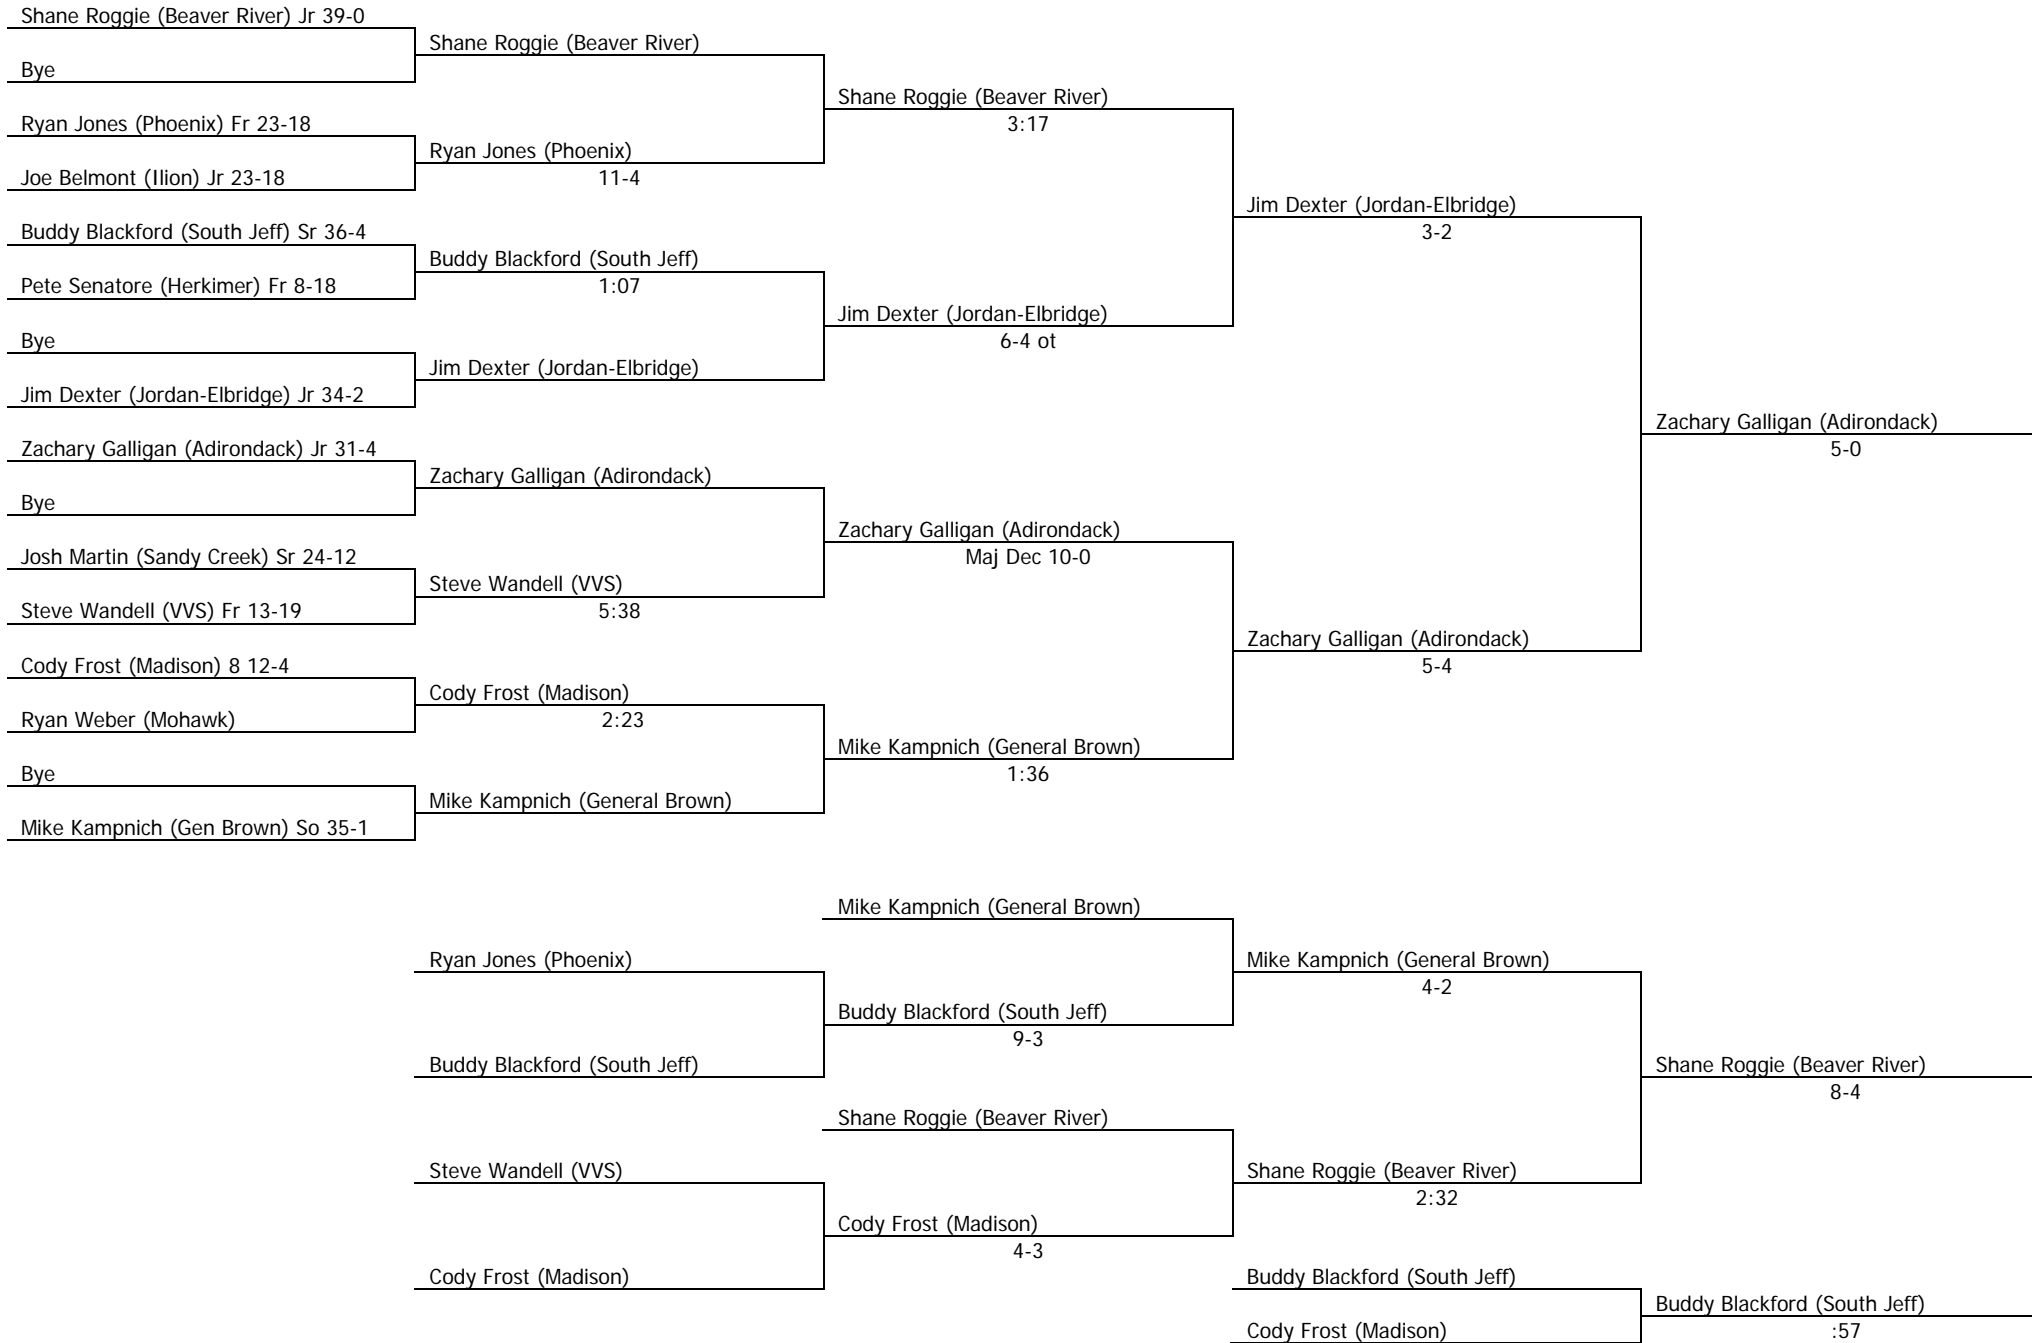 Shane Roggie (Beaver River) Jr 39-0
Shane Roggie (Beaver River)
Bye
Shane Roggie (Beaver River)
3:17
Ryan Jones (Phoenix) Fr 23-18
Ryan Jones (Phoenix)
11-4
Joe Belmont (Ilion) Jr 23-18
Jim Dexter (Jordan-Elbridge)
3-2
Buddy Blackford (South Jeff) Sr 36-4
Buddy Blackford (South Jeff)
1:07
Pete Senatore (Herkimer) Fr 8-18
Jim Dexter (Jordan-Elbridge)
6-4 ot
Bye
Jim Dexter (Jordan-Elbridge)
Jim Dexter (Jordan-Elbridge) Jr 34-2
Zachary Galligan (Adirondack)
5-0
Zachary Galligan (Adirondack) Jr 31-4
Zachary Galligan (Adirondack)
Bye
Zachary Galligan (Adirondack)
Maj Dec 10-0
Josh Martin (Sandy Creek) Sr 24-12
Steve Wandell (VVS)
5:38
Steve Wandell (VVS) Fr 13-19
Zachary Galligan (Adirondack)
5-4
Cody Frost (Madison) 8 12-4
Cody Frost (Madison)
2:23
Ryan Weber (Mohawk)
Mike Kampnich (General Brown)
1:36
Bye
Mike Kampnich (General Brown)
Mike Kampnich (Gen Brown) So 35-1
Mike Kampnich (General Brown)
Ryan Jones (Phoenix)
Mike Kampnich (General Brown)
4-2
Buddy Blackford (South Jeff)
9-3
Buddy Blackford (South Jeff)
Shane Roggie (Beaver River)
8-4
Shane Roggie (Beaver River)
Steve Wandell (VVS)
Shane Roggie (Beaver River)
2:32
Cody Frost (Madison)
4-3
Cody Frost (Madison)
Buddy Blackford (South Jeff)
Buddy Blackford (South Jeff)
:57
Cody Frost (Madison)